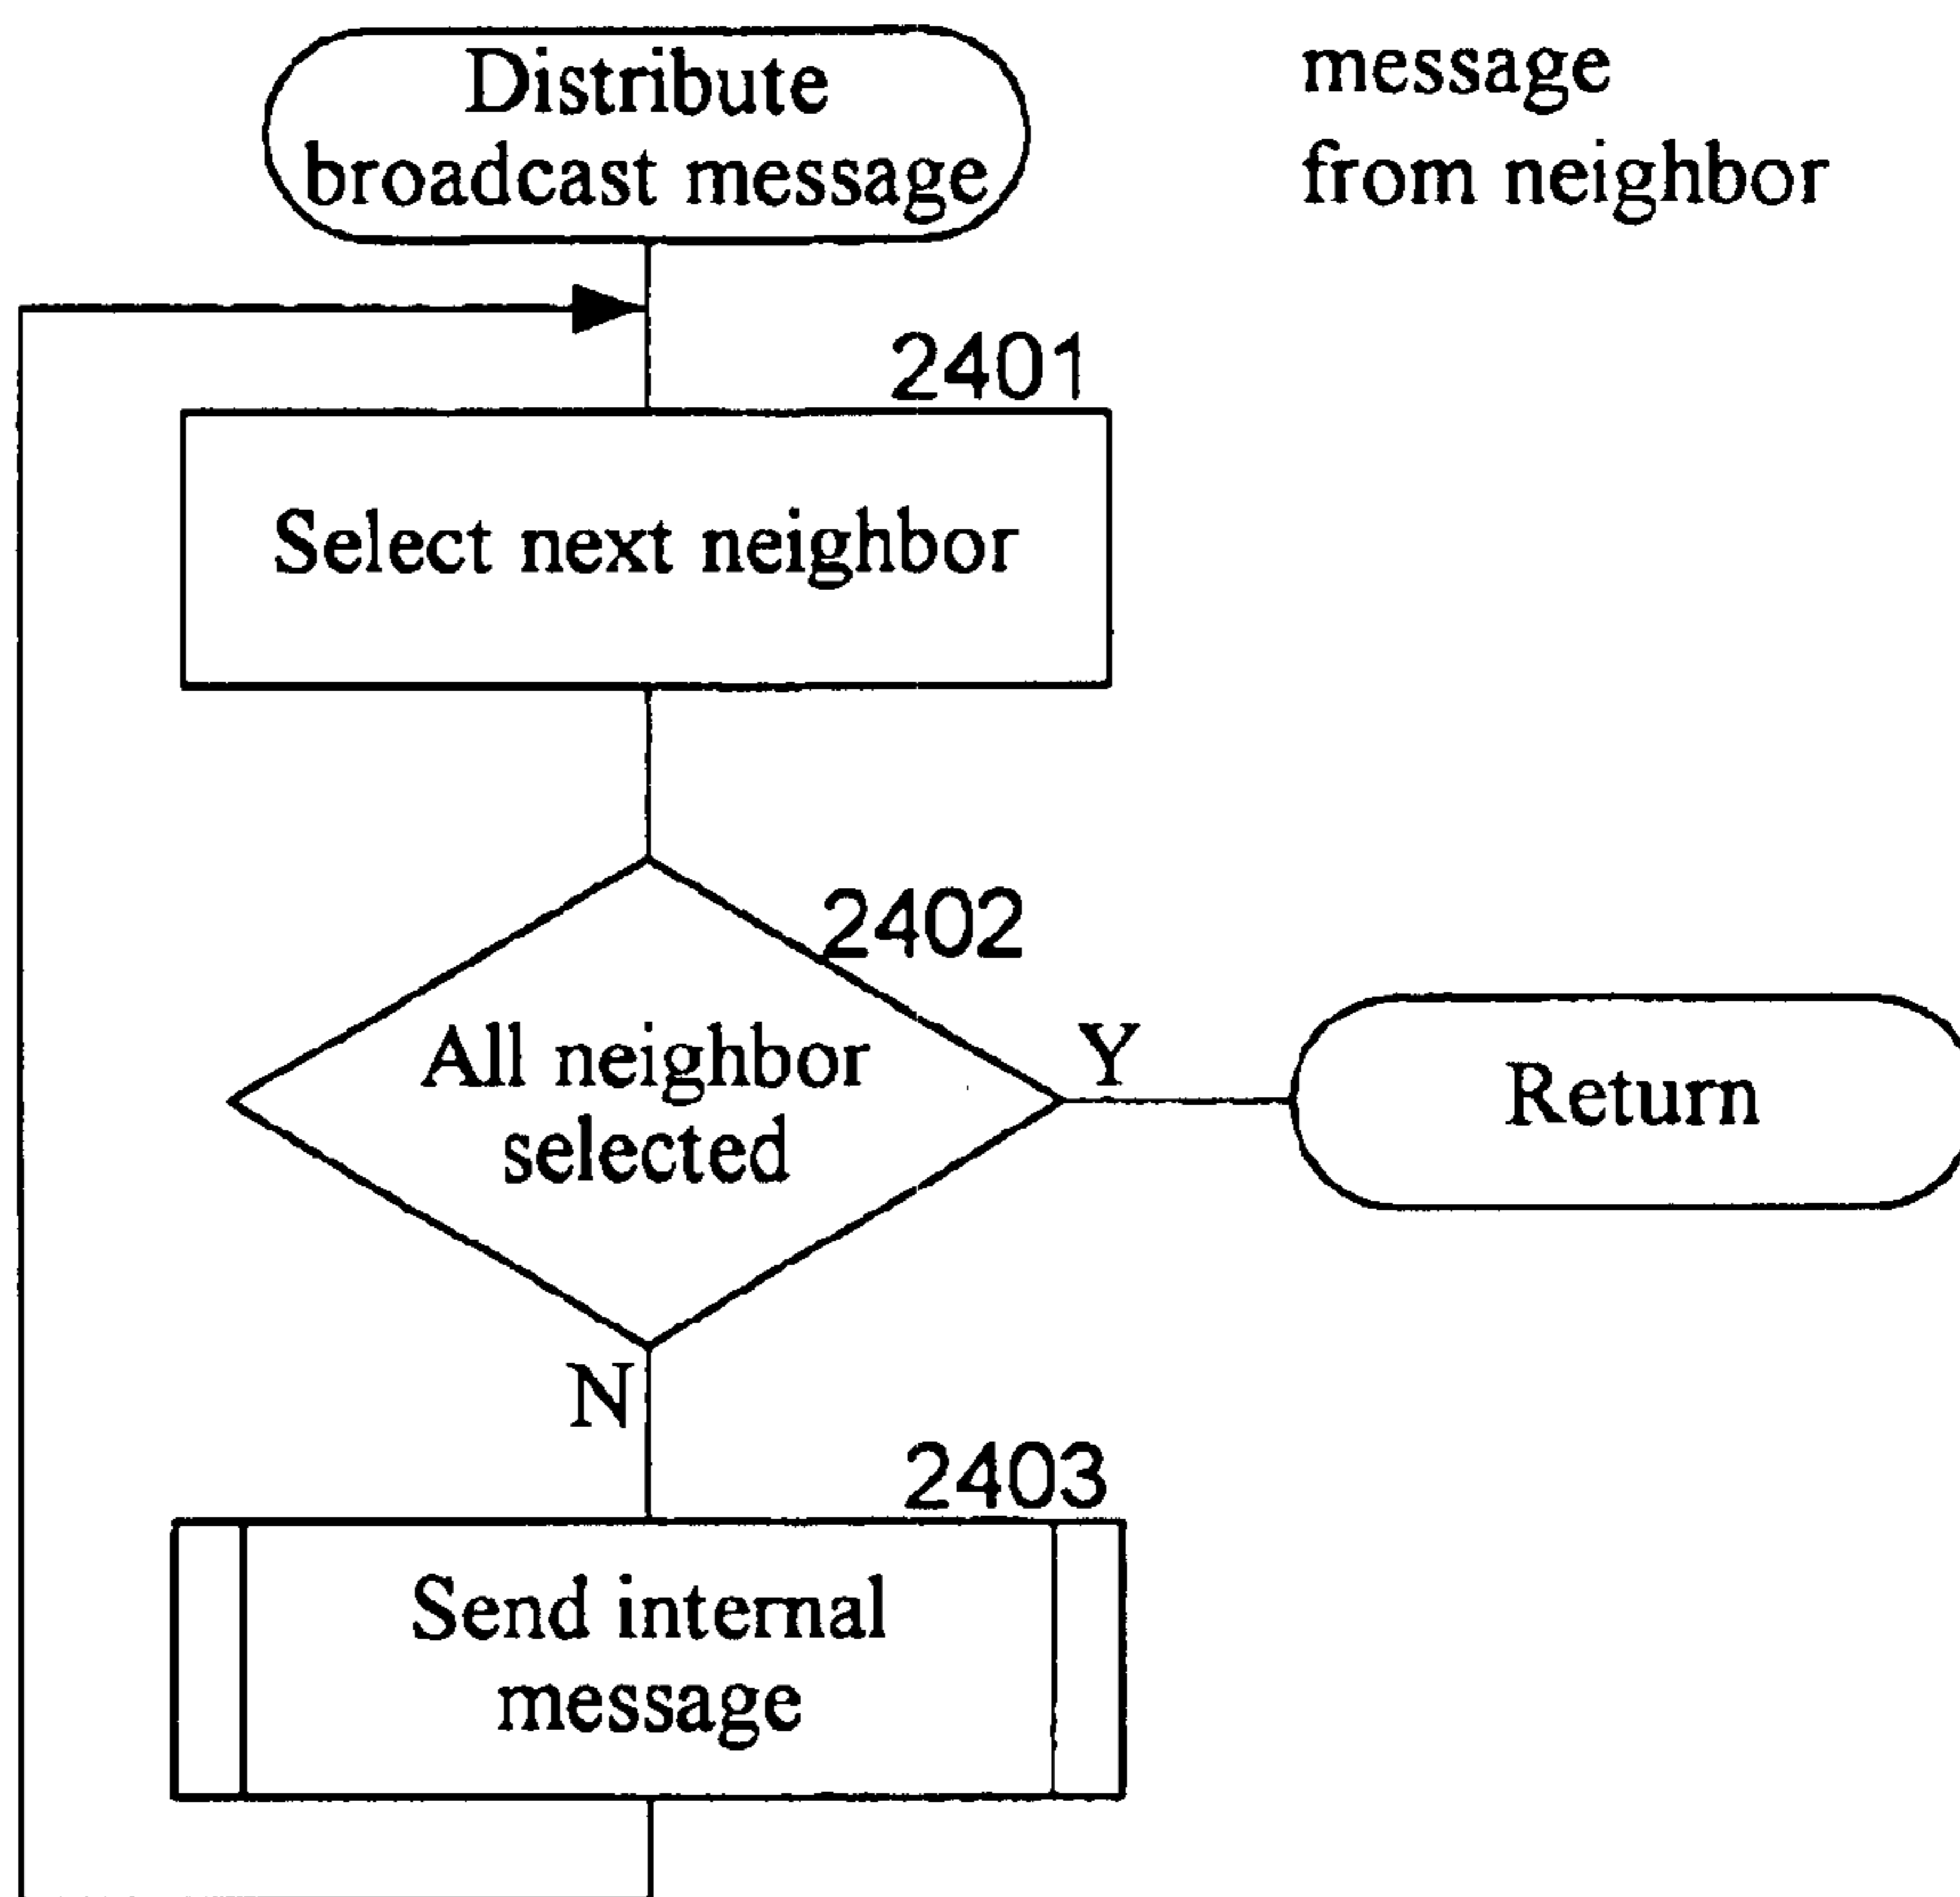 Distribute
broadcast message
message
from neighbor
2401
Select next neighbor
2402
All neighbor
selected
Y
Return
N
2403
Send internal
message